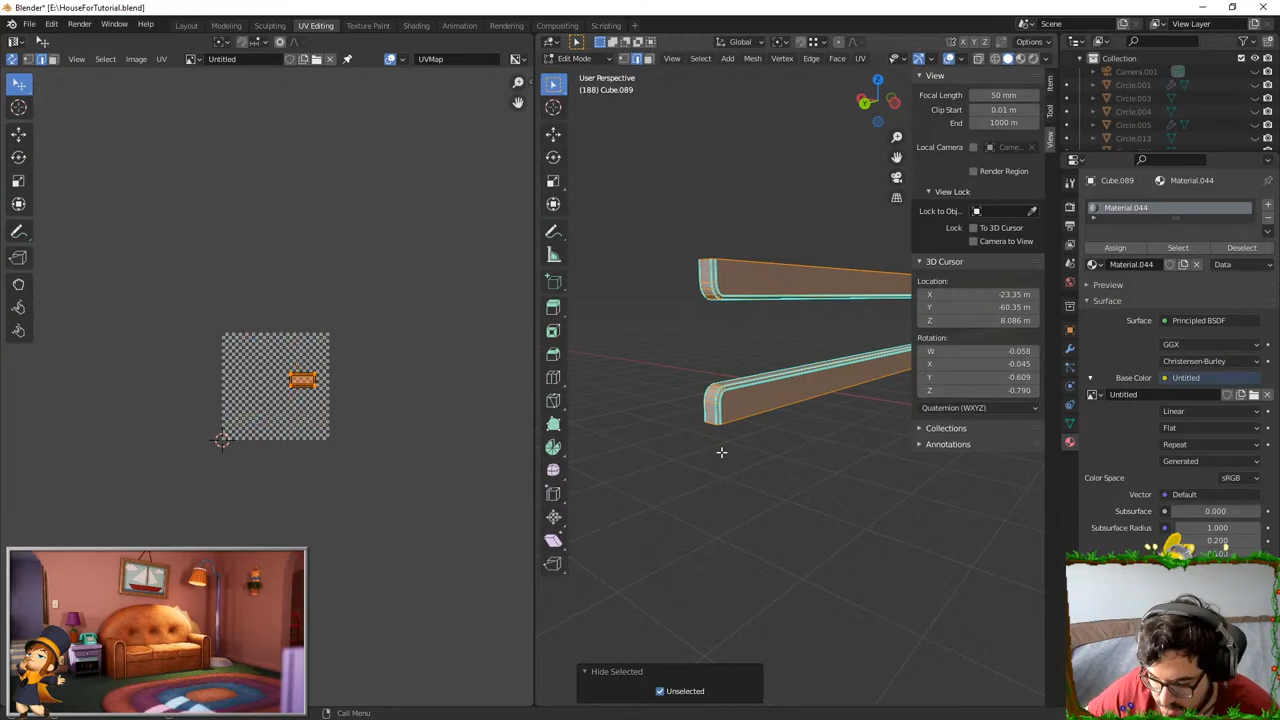 Blender* [E:\HouseForTutorial.blend]
File Edit Render Window Help Layout Modeling Sculpting UV Editing Texture Paint Shading Animation Rendering Compositing Scripting Scene View Layer
Global Options
View Select Image UV Untitled UVMap
Edit Mode View Select Add Mesh Vertex Edge Face UV
User Perspective
(188) Cube.089
View
Focal Length 50 mm
Clip Start 0.01 m
End 1000 m
Local Camera Came...
Render Region
View Lock
Lock to Obj...
Lock To 3D Cursor
Camera to View
3D Cursor
Location:
X -23.35 m
Y -60.35 m
Z 8.086 m
Rotation:
W -0.058
X -0.045
Y -0.609
Z -0.790
Quaternion (WXYZ)
Collections
Annotations
Item
Tool
View
Collection
Camera.001
Circle.001
Circle.003
Circle.004
Circle.005
Circle.013
Cube.089 Material.044
Material.044
Assign Select Deselect
Material.044 Data
Preview
Surface
Surface Principled BSDF
GGX
Christensen-Burley
Base Color Untitled
Untitled
Linear
Flat
Repeat
Generated
Color Space sRGB
Vector Default
Subsurface 0.000
Subsurface Radius 1.000
0.200
Hide Selected
Unselected
Call Menu